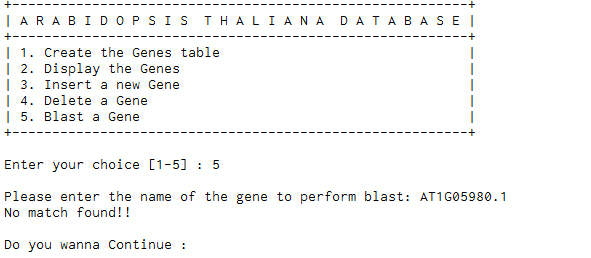 +---------------------------------------------------------+
| A R A B I D O P S I S  T H A L I A N A  D A T A B A S E |
+---------------------------------------------------------+
| 1. Create the Genes table                               |
| 2. Display the Genes                                    |
| 3. Insert a new Gene                                    |
| 4. Delete a Gene                                        |
| 5. Blast a Gene                                         |
+---------------------------------------------------------+
Enter your choice [1-5] : 5
Please enter the name of the gene to perform blast: AT1G05980.1
No match found!!
Do you wanna Continue :